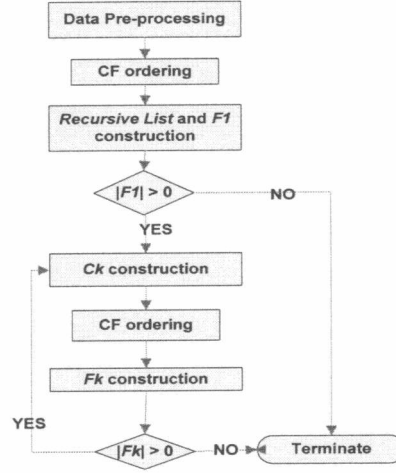 Data Pre-processing
CF ordering
Recursive List and F1
construction
|F1| > 0
NO
YES
Ck construction
CF ordering
Fk construction
YES
|Fk| > 0
NO
Terminate